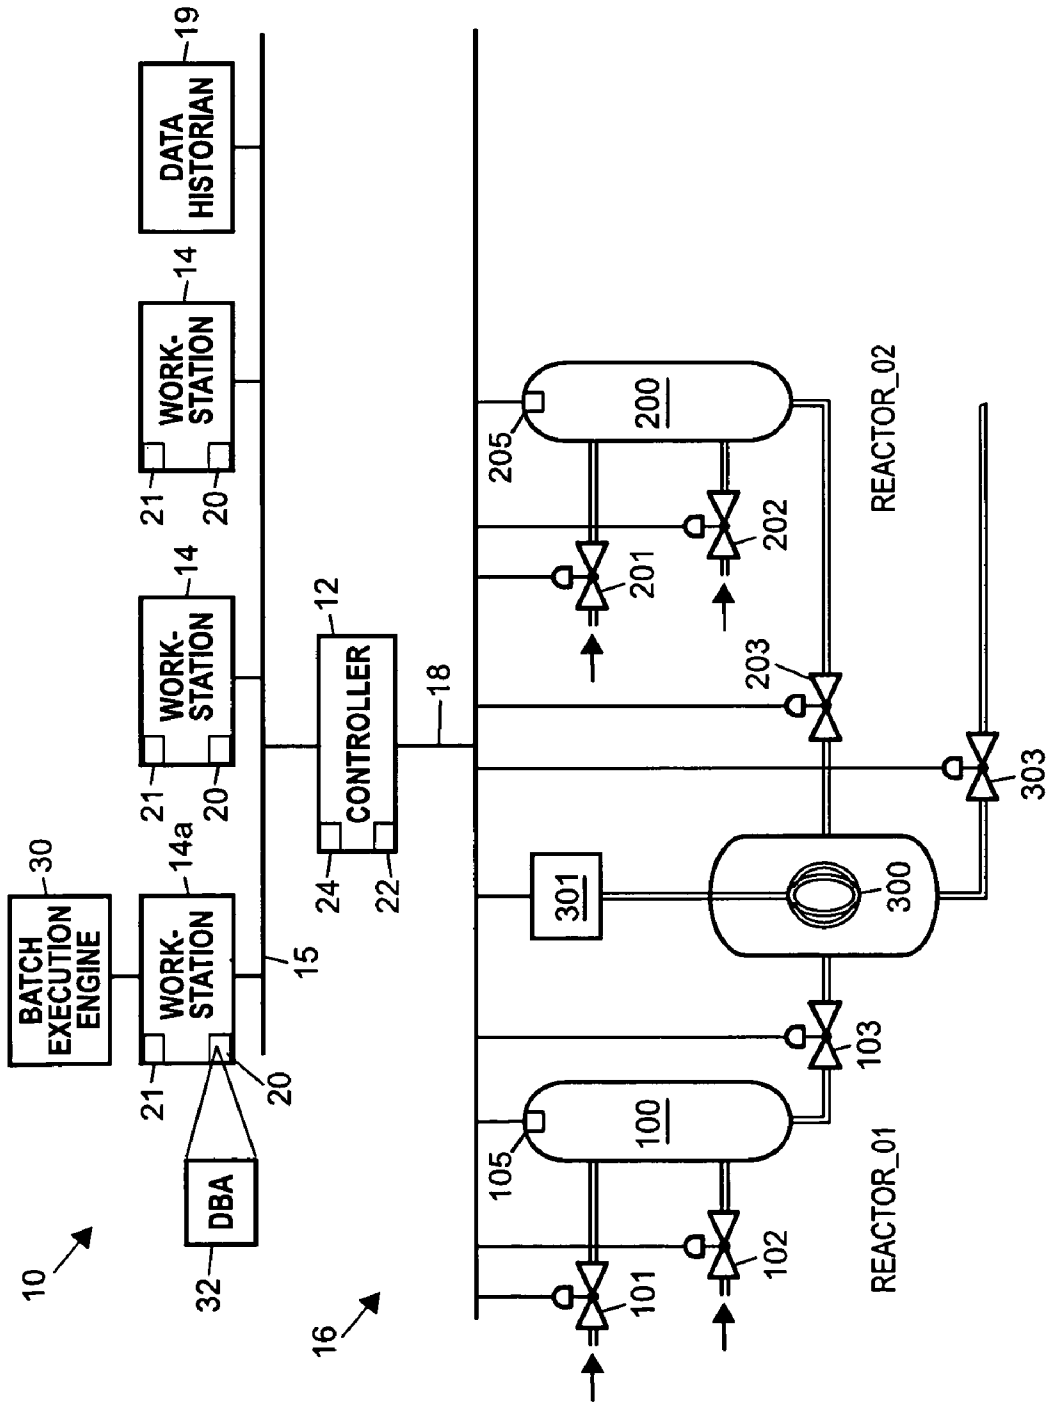 10
30
BATCH
EXECUTION
ENGINE
14a
14
14
19
WORK-
STATION
21
20
WORK-
STATION
21
20
WORK-
STATION
21
20
DATA
HISTORIAN
32
DBA
15
16
12
24
CONTROLLER
22
18
105
205
301
100
200
101
201
102
202
203
103
300
REACTOR_01
REACTOR_02
303